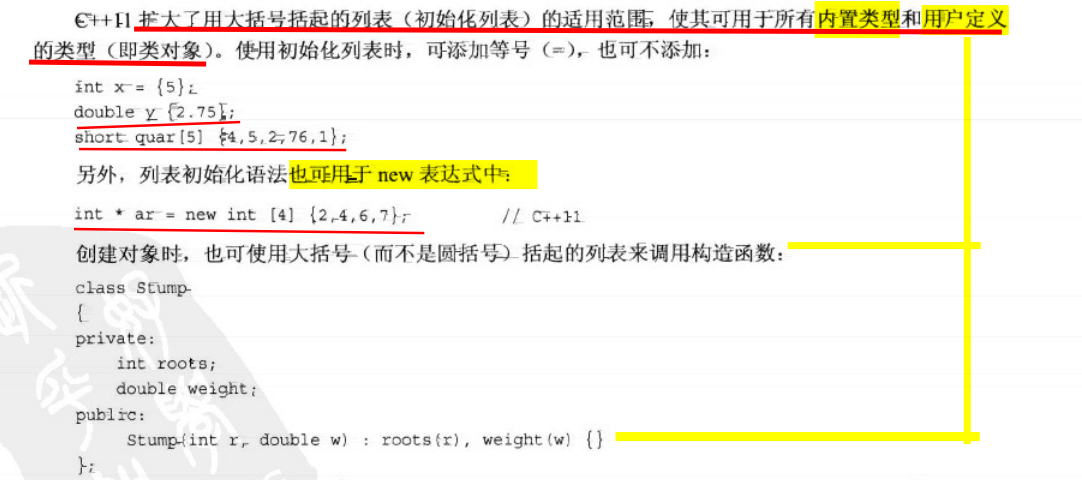 C++11 扩大了用大括号括起的列表（初始化列表）的适用范围，使其可用于所有内置类型和用户定义
的类型（即类对象）。使用初始化列表时，可添加等号（=），也可不添加：
int x = {5};
double y {2.75};
short quar[5] {4,5,2,76,1};
另外，列表初始化语法也可用于 new 表达式中：
int * ar = new int [4] {2,4,6,7}; // C++11
创建对象时，也可使用大括号（而不是圆括号）括起的列表来调用构造函数：
class Stump
{
private:
int roots;
double weight;
public:
Stump(int r, double w) : roots(r), weight(w) {}
};